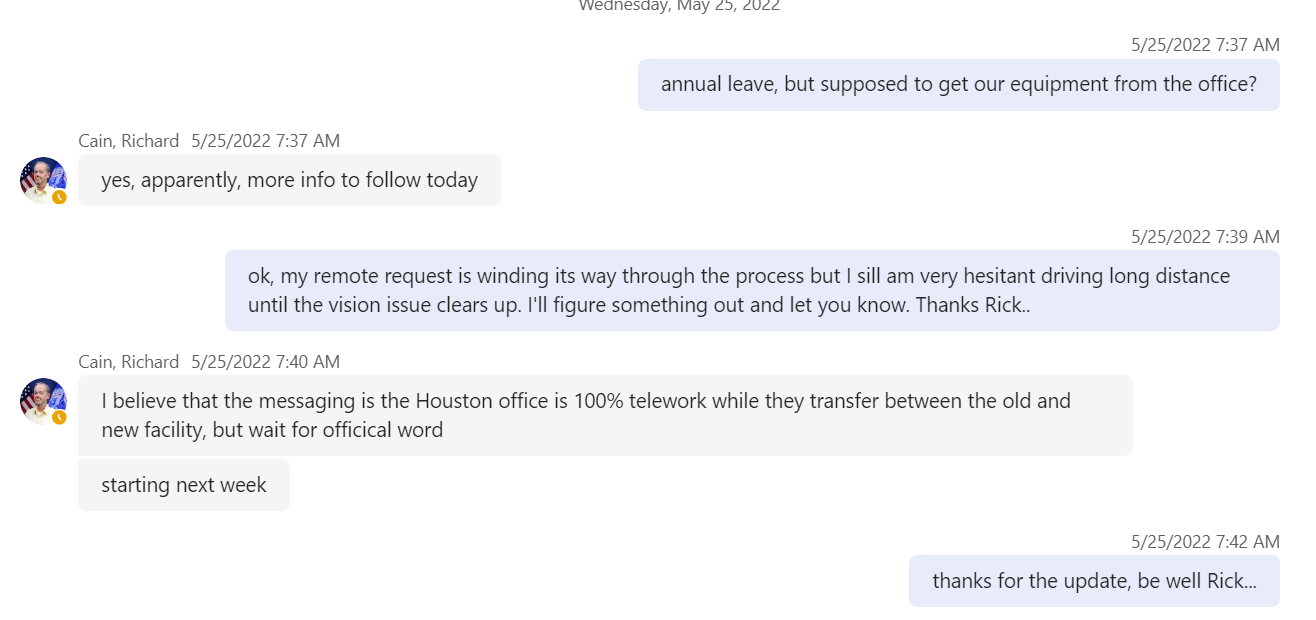 Wednesday, May 25, 2022
5/25/2022 7:37 AM
annual leave, but supposed to get our equipment from the office?
Cain, Richard 5/25/2022 7:37 AM
yes, apparently, more info to follow today
5/25/2022 7:39 AM
ok, my remote request is winding its way through the process but I sill am very hesitant driving long distance
until the vision issue clears up. I'll figure something out and let you know. Thanks Rick..
Cain, Richard 5/25/2022 7:40 AM
I believe that the messaging is the Houston office is 100% telework while they transfer between the old and
new facility, but wait for officical word
starting next week
5/25/2022 7:42 AM
thanks for the update, be well Rick...